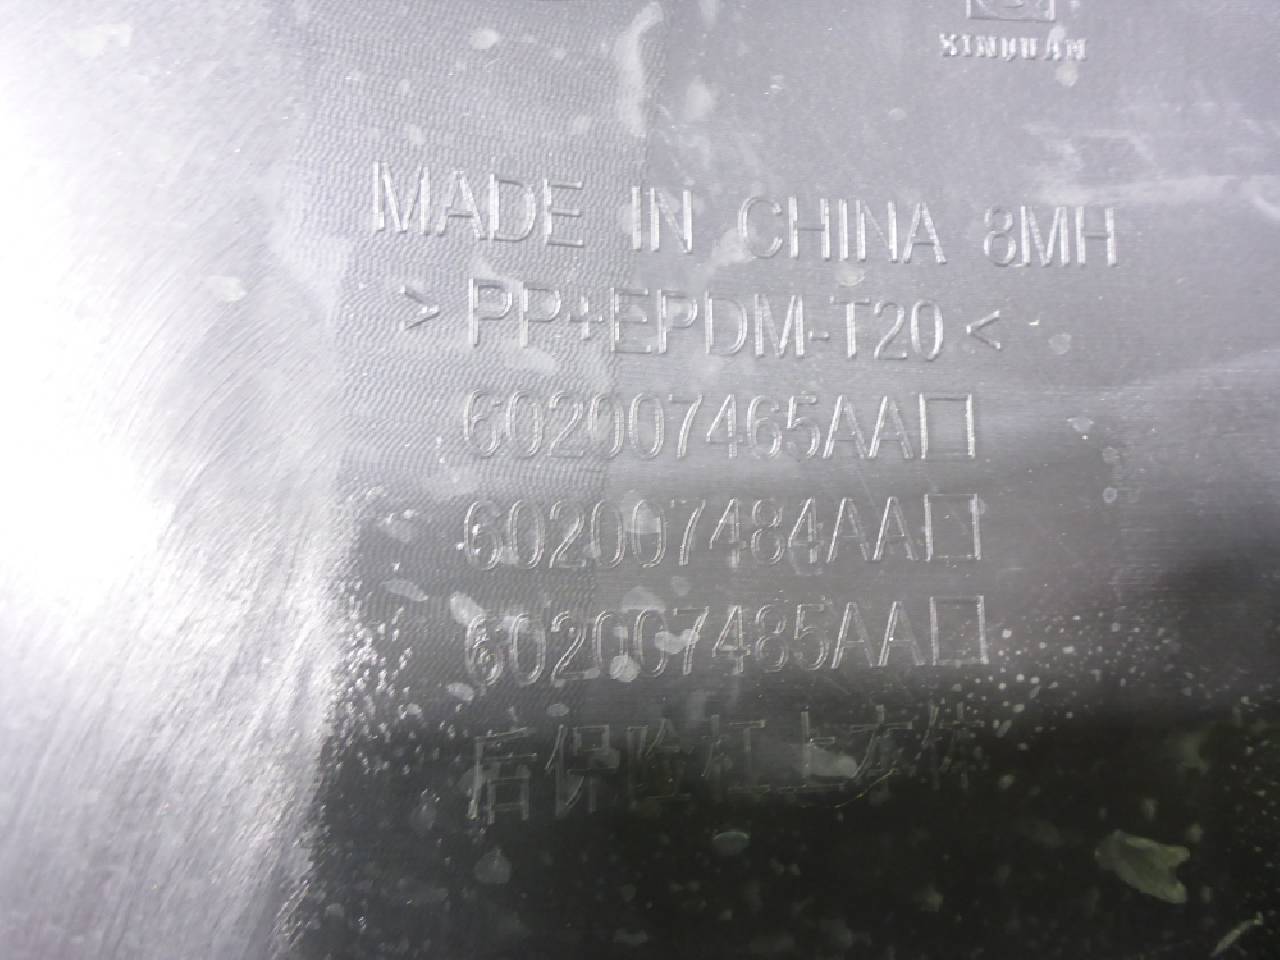 XINYUAN
MADE IN CHINA 8MH
>PP+EPDM-T20<
602007465AA□
602007484AA□
602007485AA□
后保险杠上本体